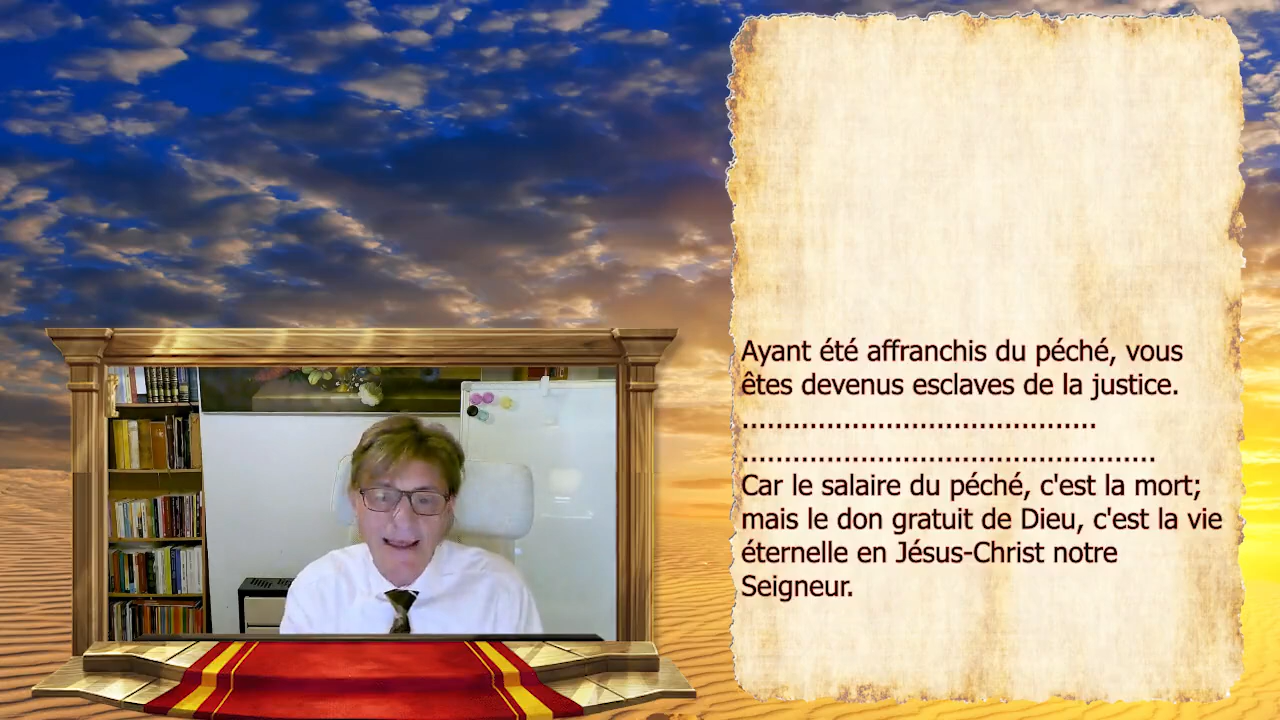 Ayant été affranchis du péché, vous
êtes devenus esclaves de la justice.
..........................................
.................................................
Car le salaire du péché, c'est la mort;
mais le don gratuit de Dieu, c'est la vie
éternelle en Jésus-Christ notre
Seigneur.